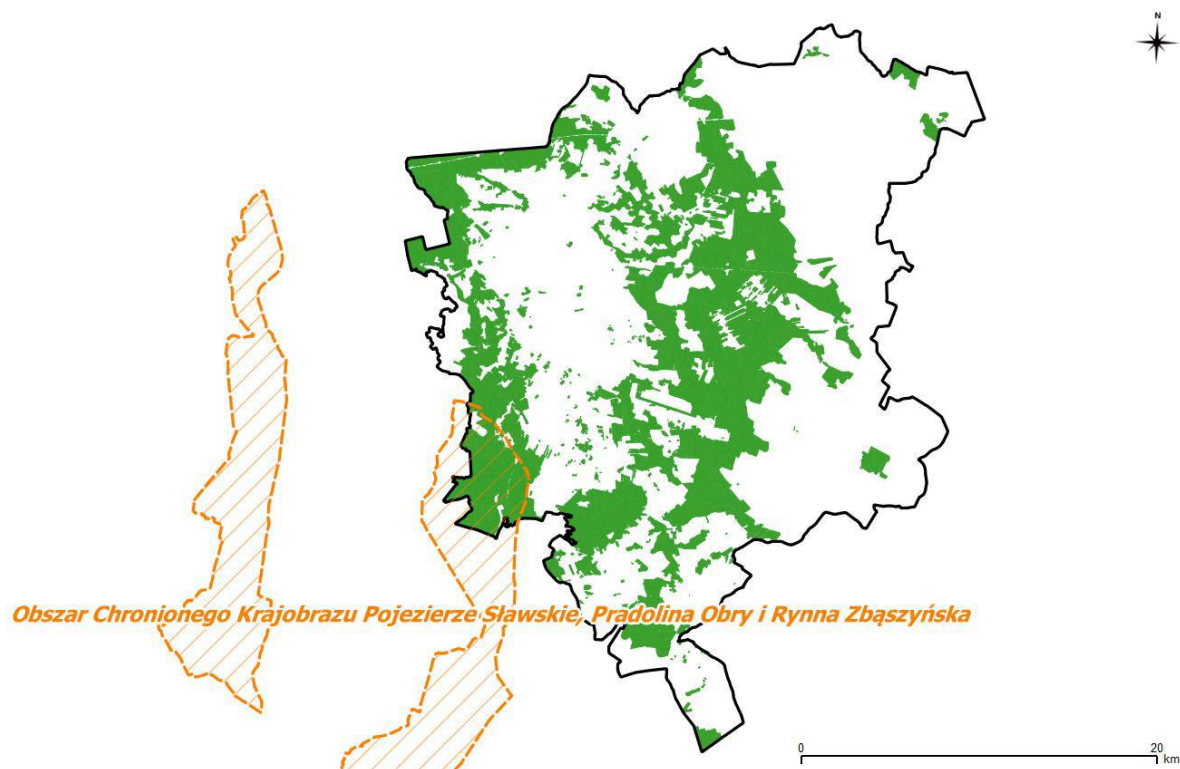 N
Obszar Chronionego Krajobrazu Pojezierze Sławskie, Pradolina Obry i Rynna Zbąszyńska
0 20
km